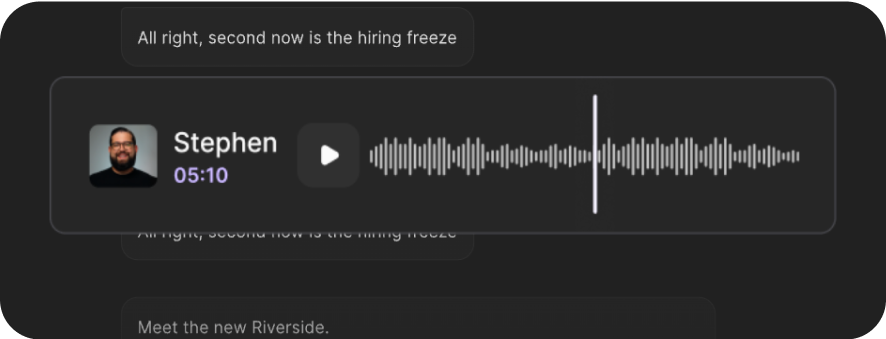 All right, second now is the hiring freeze
Stephen
05:10
All right, second now is the hiring freeze
Meet the new Riverside.